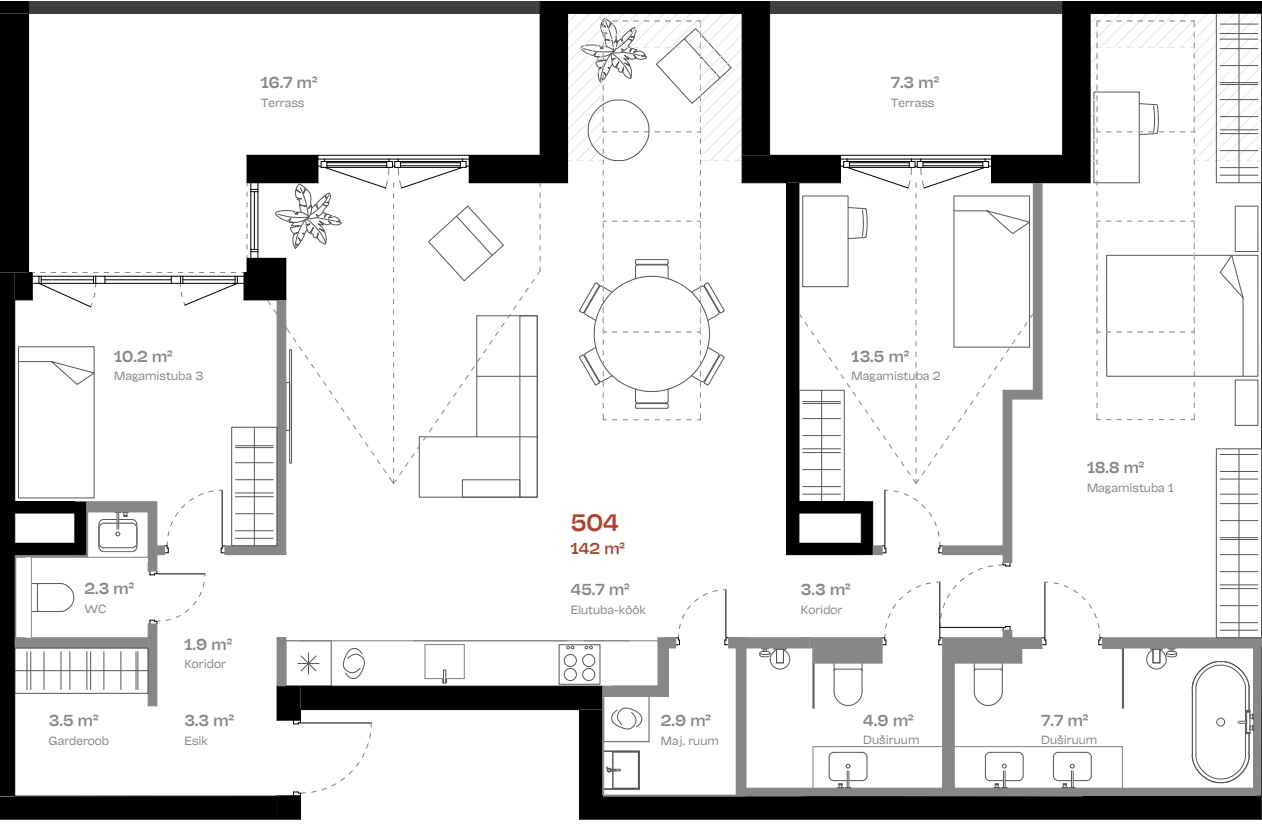 16.7 m²
Terrass
7.3 m²
Terrass
10.2 m²
Magamistuba 3
13.5 m²
Magamistuba 2
18.8 m²
Magamistuba 1
504
142 m²
2.3 m²
WC
45.7 m²
Elutuba-köök
3.3 m²
Koridor
1.9 m²
Koridor
3.5 m²
Garderoob
3.3 m²
Esik
2.9 m²
Maj. ruum
4.9 m²
Duširuum
7.7 m²
Duširuum